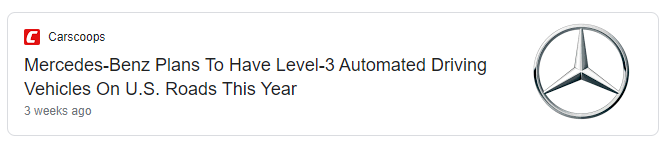 Carscoops
Mercedes-Benz Plans To Have Level-3 Automated Driving
Vehicles On U.S. Roads This Year
3 weeks ago